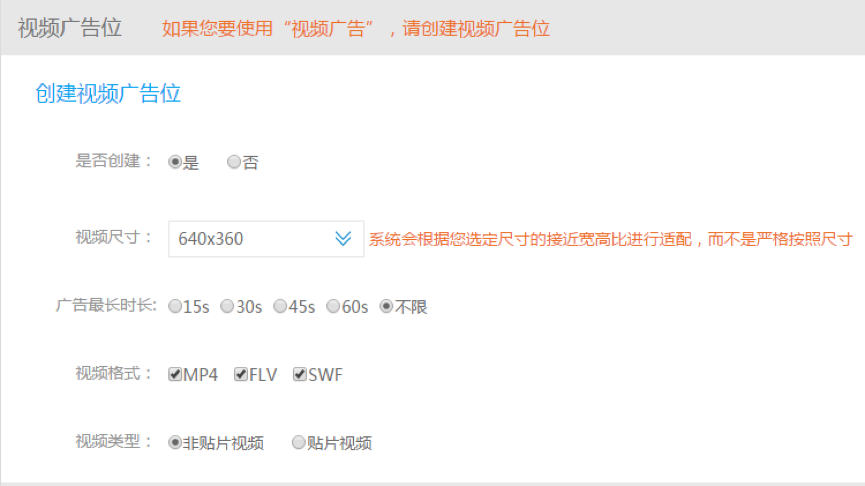 视频广告位 如果您要使用“视频广告”，请创建视频广告位
创建视频广告位
是否创建： 是 否
视频尺寸： 640x360 系统会根据您选定尺寸的接近宽高比进行适配，而不是严格按照尺寸
广告最长时长: 15s 30s 45s 60s 不限
视频格式： MP4 FLV SWF
视频类型： 非贴片视频 贴片视频